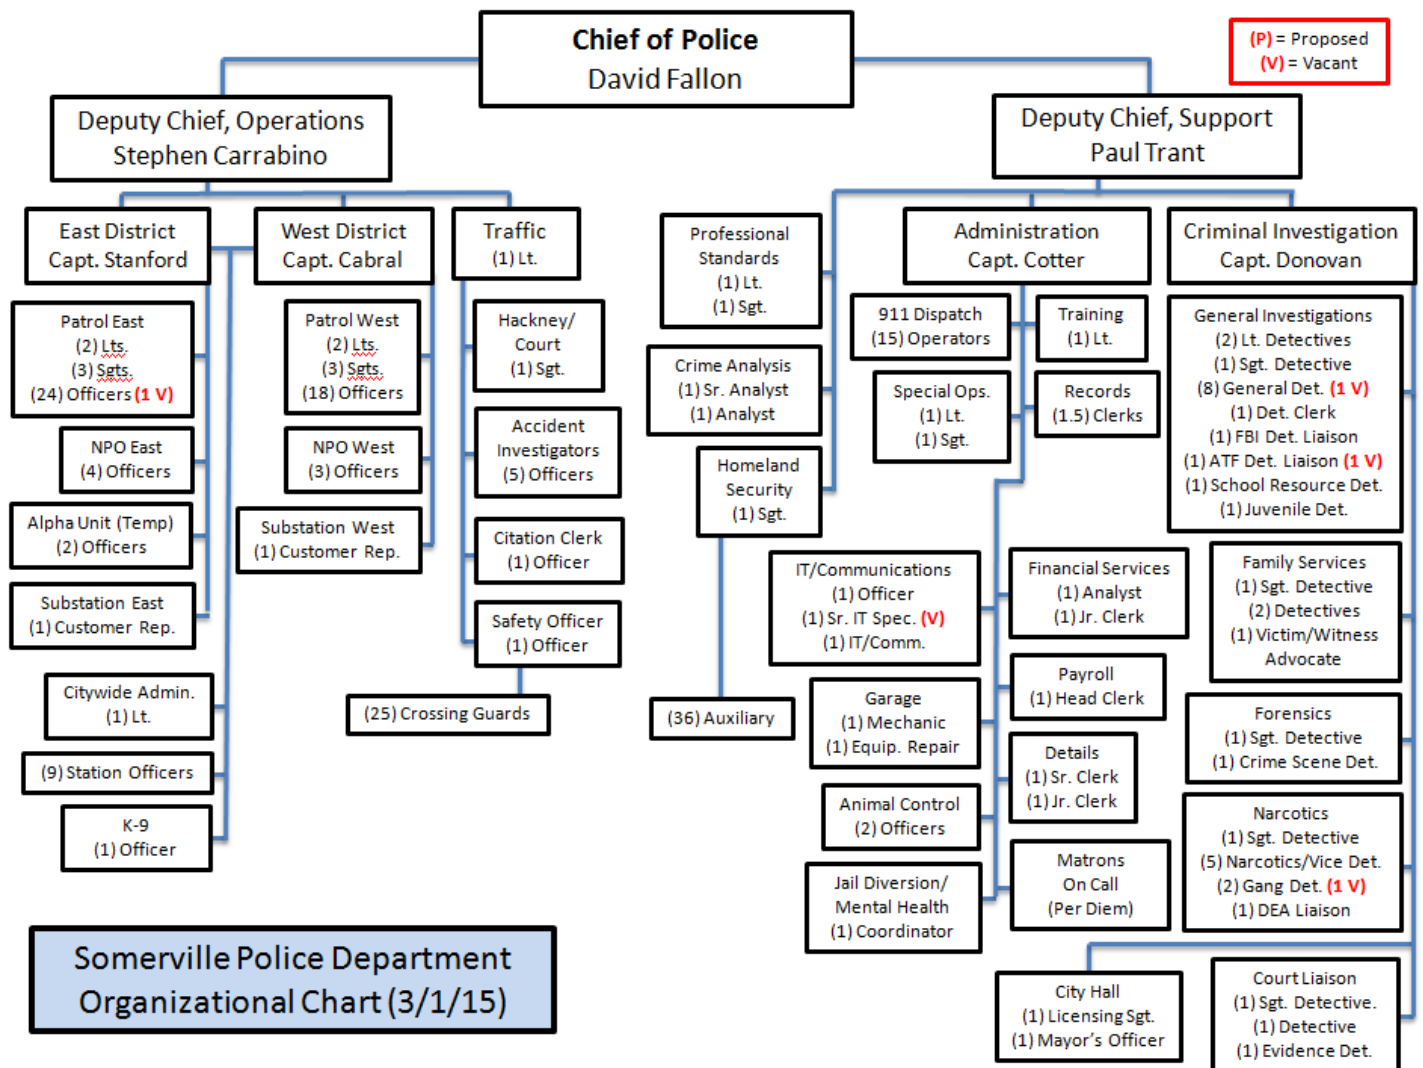 Chief of Police
David Fallon
(P) = Proposed
(V) = Vacant
Deputy Chief, Operations
Stephen Carrabino
Deputy Chief, Support
Paul Trant
East District
Capt. Stanford
West District
Capt. Cabral
Traffic
(1) Lt.
Professional
Standards
(1) Lt.
(1) Sgt.
Administration
Capt. Cotter
Criminal Investigation
Capt. Donovan
Patrol East
(2) Lts.
(3) Sgts.
(24) Officers (1 V)
NPO East
(4) Officers
Alpha Unit (Temp)
(2) Officers
Substation East
(1) Customer Rep.
Citywide Admin.
(1) Lt.
(9) Station Officers
K-9
(1) Officer
Patrol West
(2) Lts.
(3) Sgts.
(18) Officers
NPO West
(3) Officers
Substation West
(1) Customer Rep.
Hackney/
Court
(1) Sgt.
Accident
Investigators
(5) Officers
Citation Clerk
(1) Officer
Safety Officer
(1) Officer
(25) Crossing Guards
Crime Analysis
(1) Sr. Analyst
(1) Analyst
Homeland
Security
(1) Sgt.
(36) Auxiliary
911 Dispatch
(15) Operators
Training
(1) Lt.
Special Ops.
(1) Lt.
(1) Sgt.
Records
(1.5) Clerks
IT/Communications
(1) Officer
(1) Sr. IT Spec. (V)
(1) IT/Comm.
Financial Services
(1) Analyst
(1) Jr. Clerk
Garage
(1) Mechanic
(1) Equip. Repair
Payroll
(1) Head Clerk
Details
(1) Sr. Clerk
(1) Jr. Clerk
Animal Control
(2) Officers
Jail Diversion/
Mental Health
(1) Coordinator
Matrons
On Call
(Per Diem)
General Investigations
(2) Lt. Detectives
(1) Sgt. Detective
(8) General Det. (1 V)
(1) Det. Clerk
(1) FBI Det. Liaison
(1) ATF Det. Liaison (1 V)
(1) School Resource Det.
(1) Juvenile Det.
Family Services
(1) Sgt. Detective
(2) Detectives
(1) Victim/Witness
Advocate
Forensics
(1) Sgt. Detective
(1) Crime Scene Det.
Narcotics
(1) Sgt. Detective
(5) Narcotics/Vice Det.
(2) Gang Det. (1 V)
(1) DEA Liaison
City Hall
(1) Licensing Sgt.
(1) Mayor's Officer
Court Liaison
(1) Sgt. Detective.
(1) Detective
(1) Evidence Det.
Somerville Police Department
Organizational Chart (3/1/15)